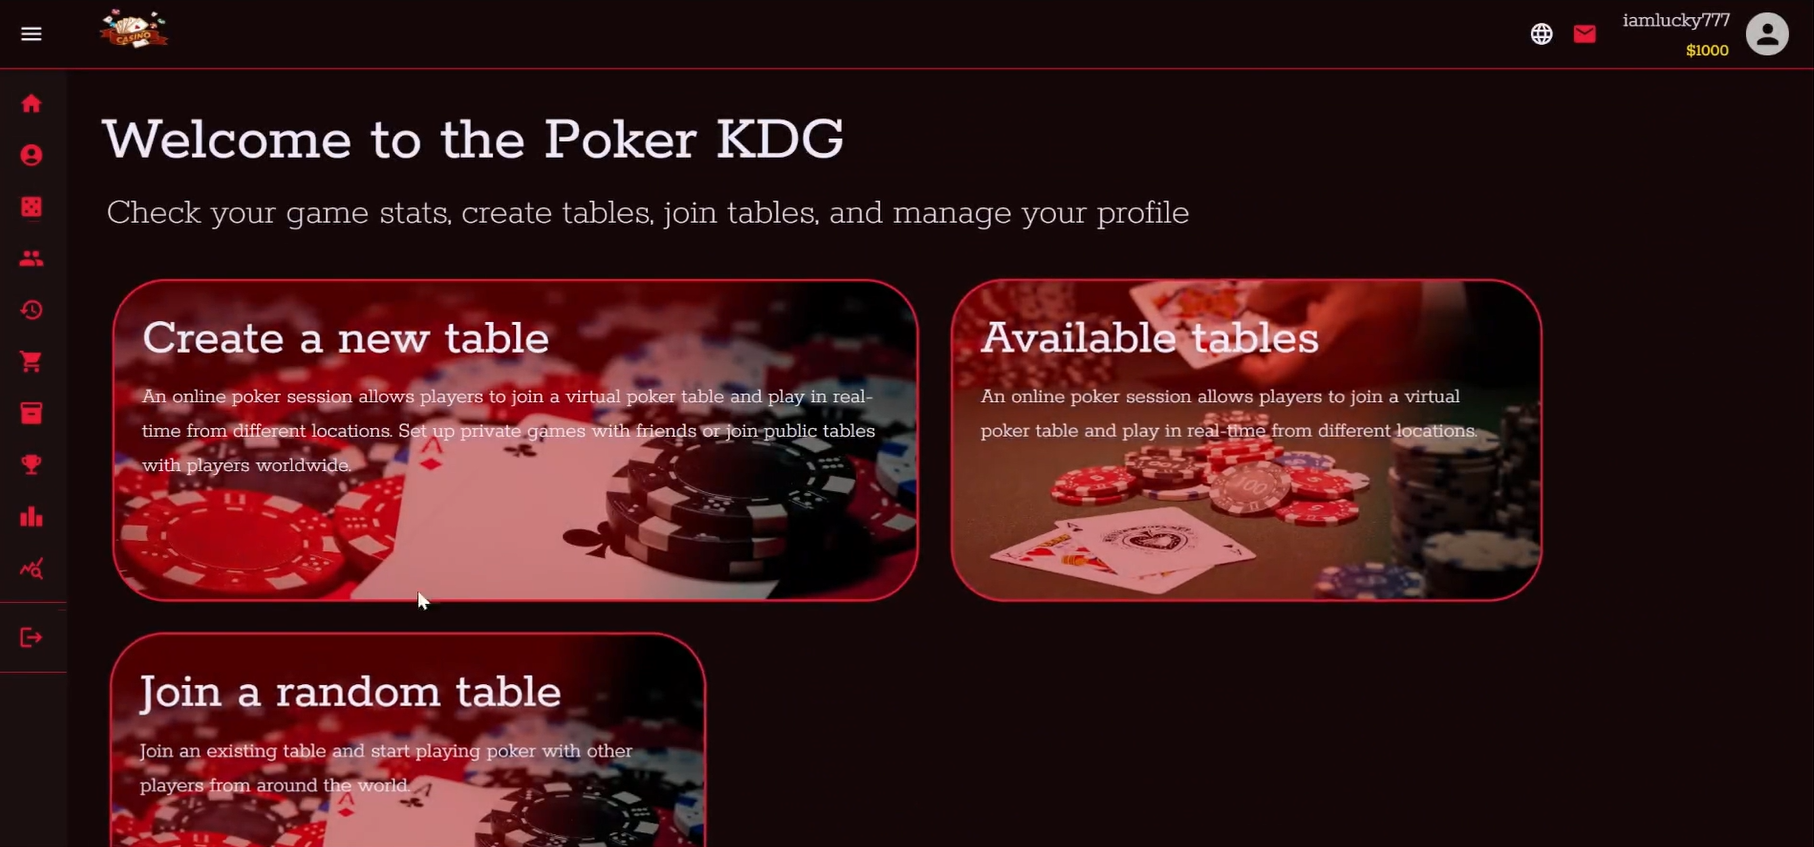 CASINO
iamlucky777
$1000
Welcome to the Poker KDG
Check your game stats, create tables, join tables, and manage your profile
Create a new table
An online poker session allows players to join a virtual poker table and play in real-
time from different locations. Set up private games with friends or join public tables
with players worldwide.
Available tables
An online poker session allows players to join a virtual
poker table and play in real-time from different locations.
100
Join a random table
Join an existing table and start playing poker with other
players from around the world.